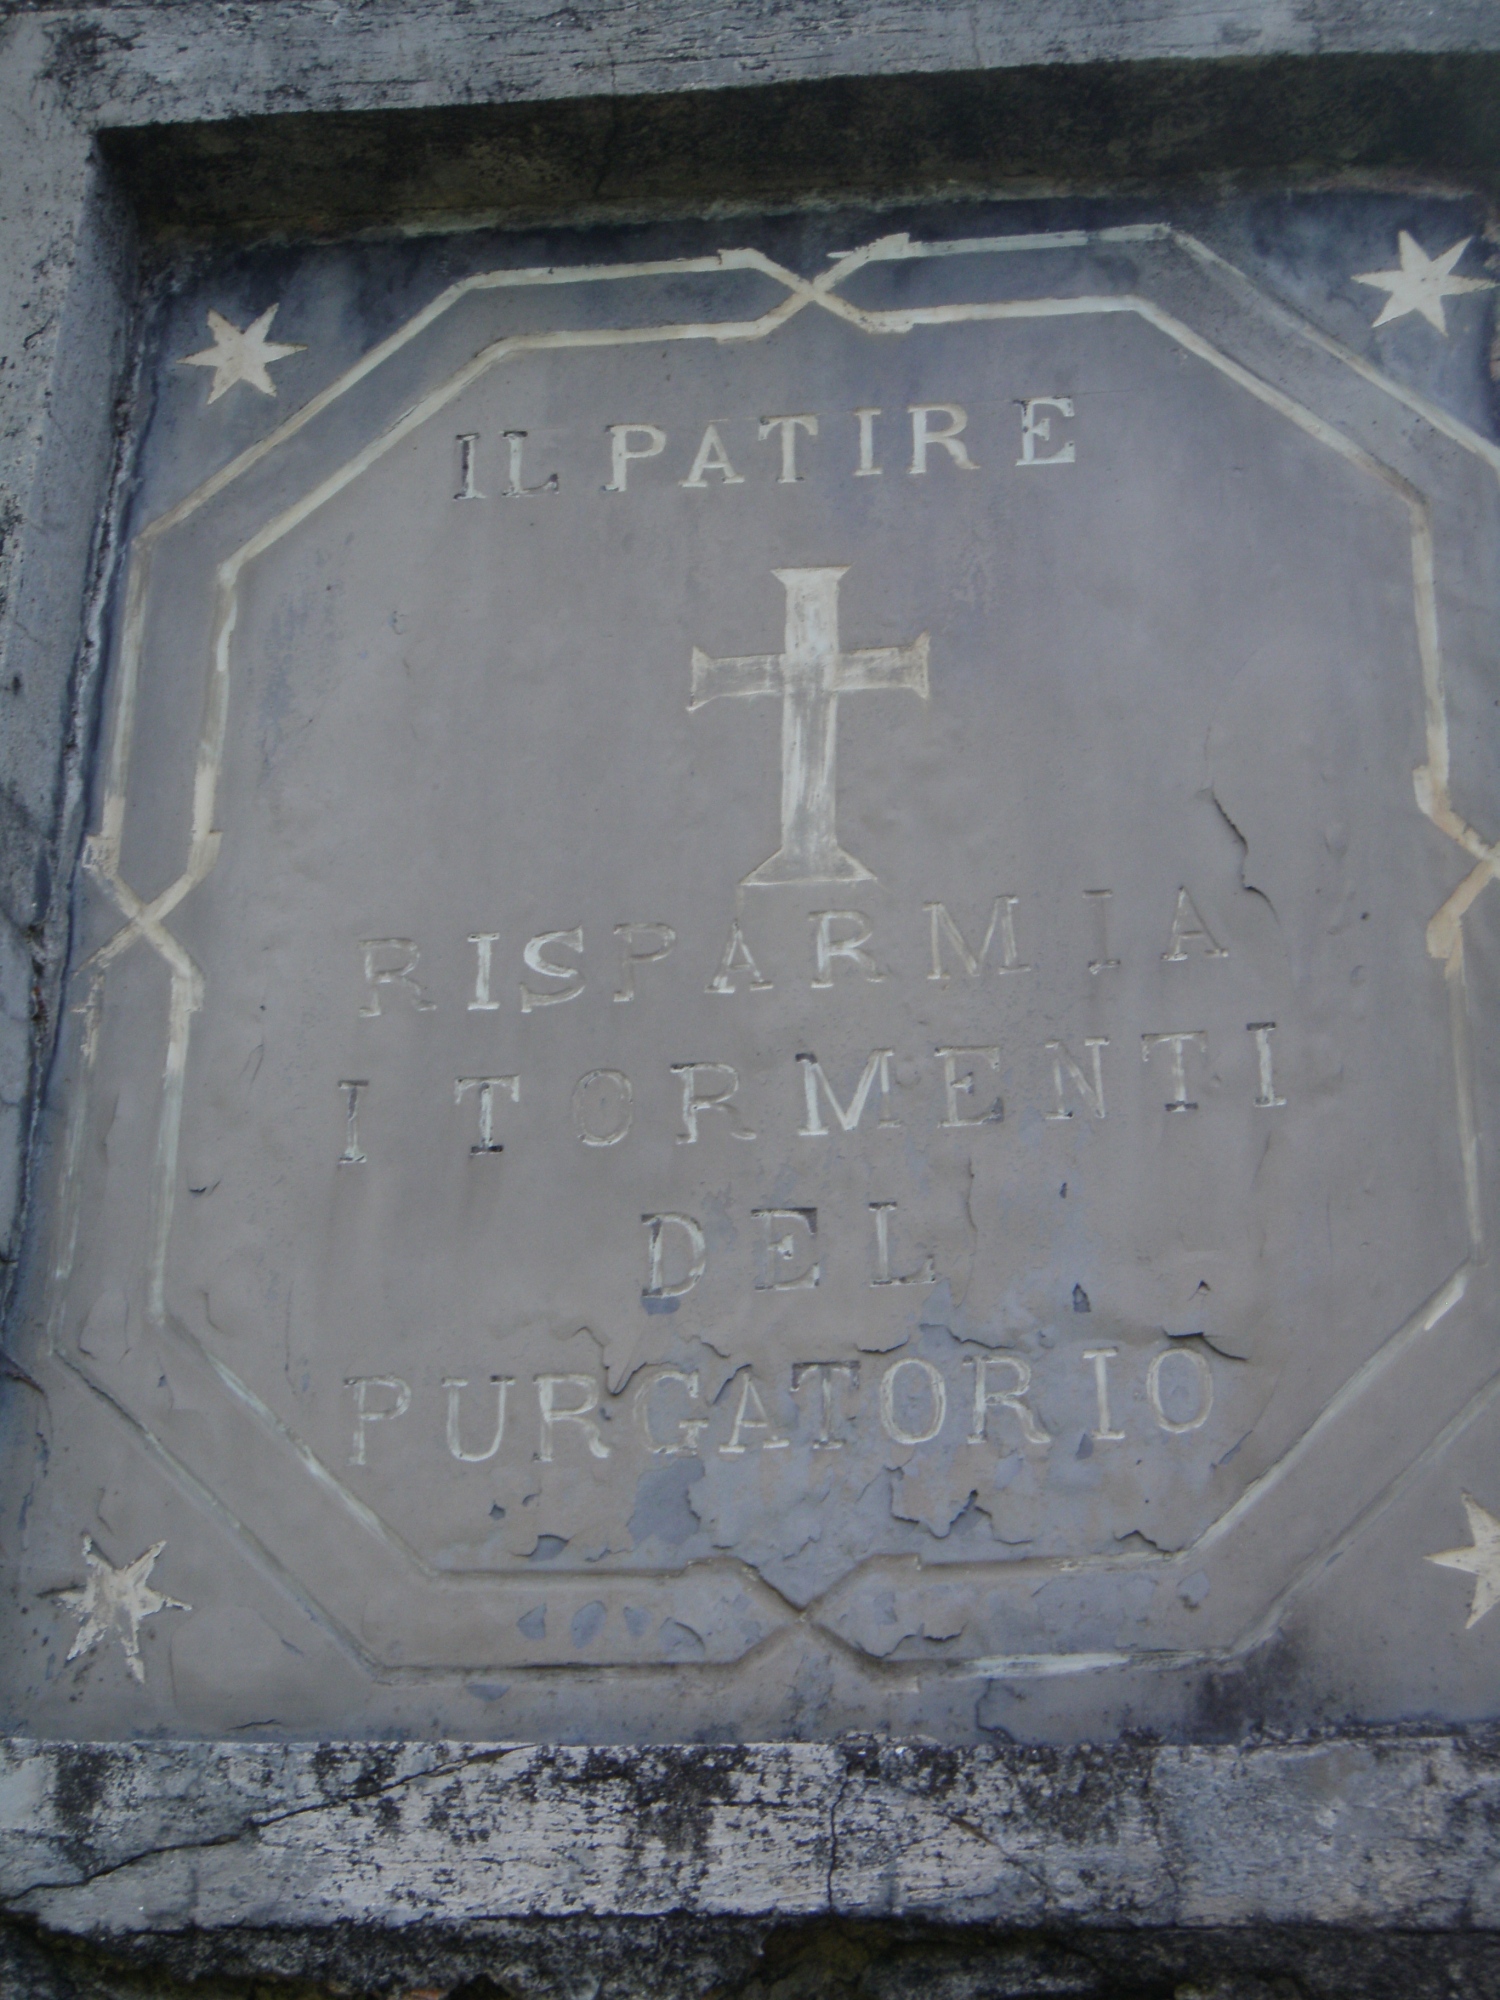 IL PATIRE
RISPARMIA
I TORMENTI
DEL
PURGATORIO